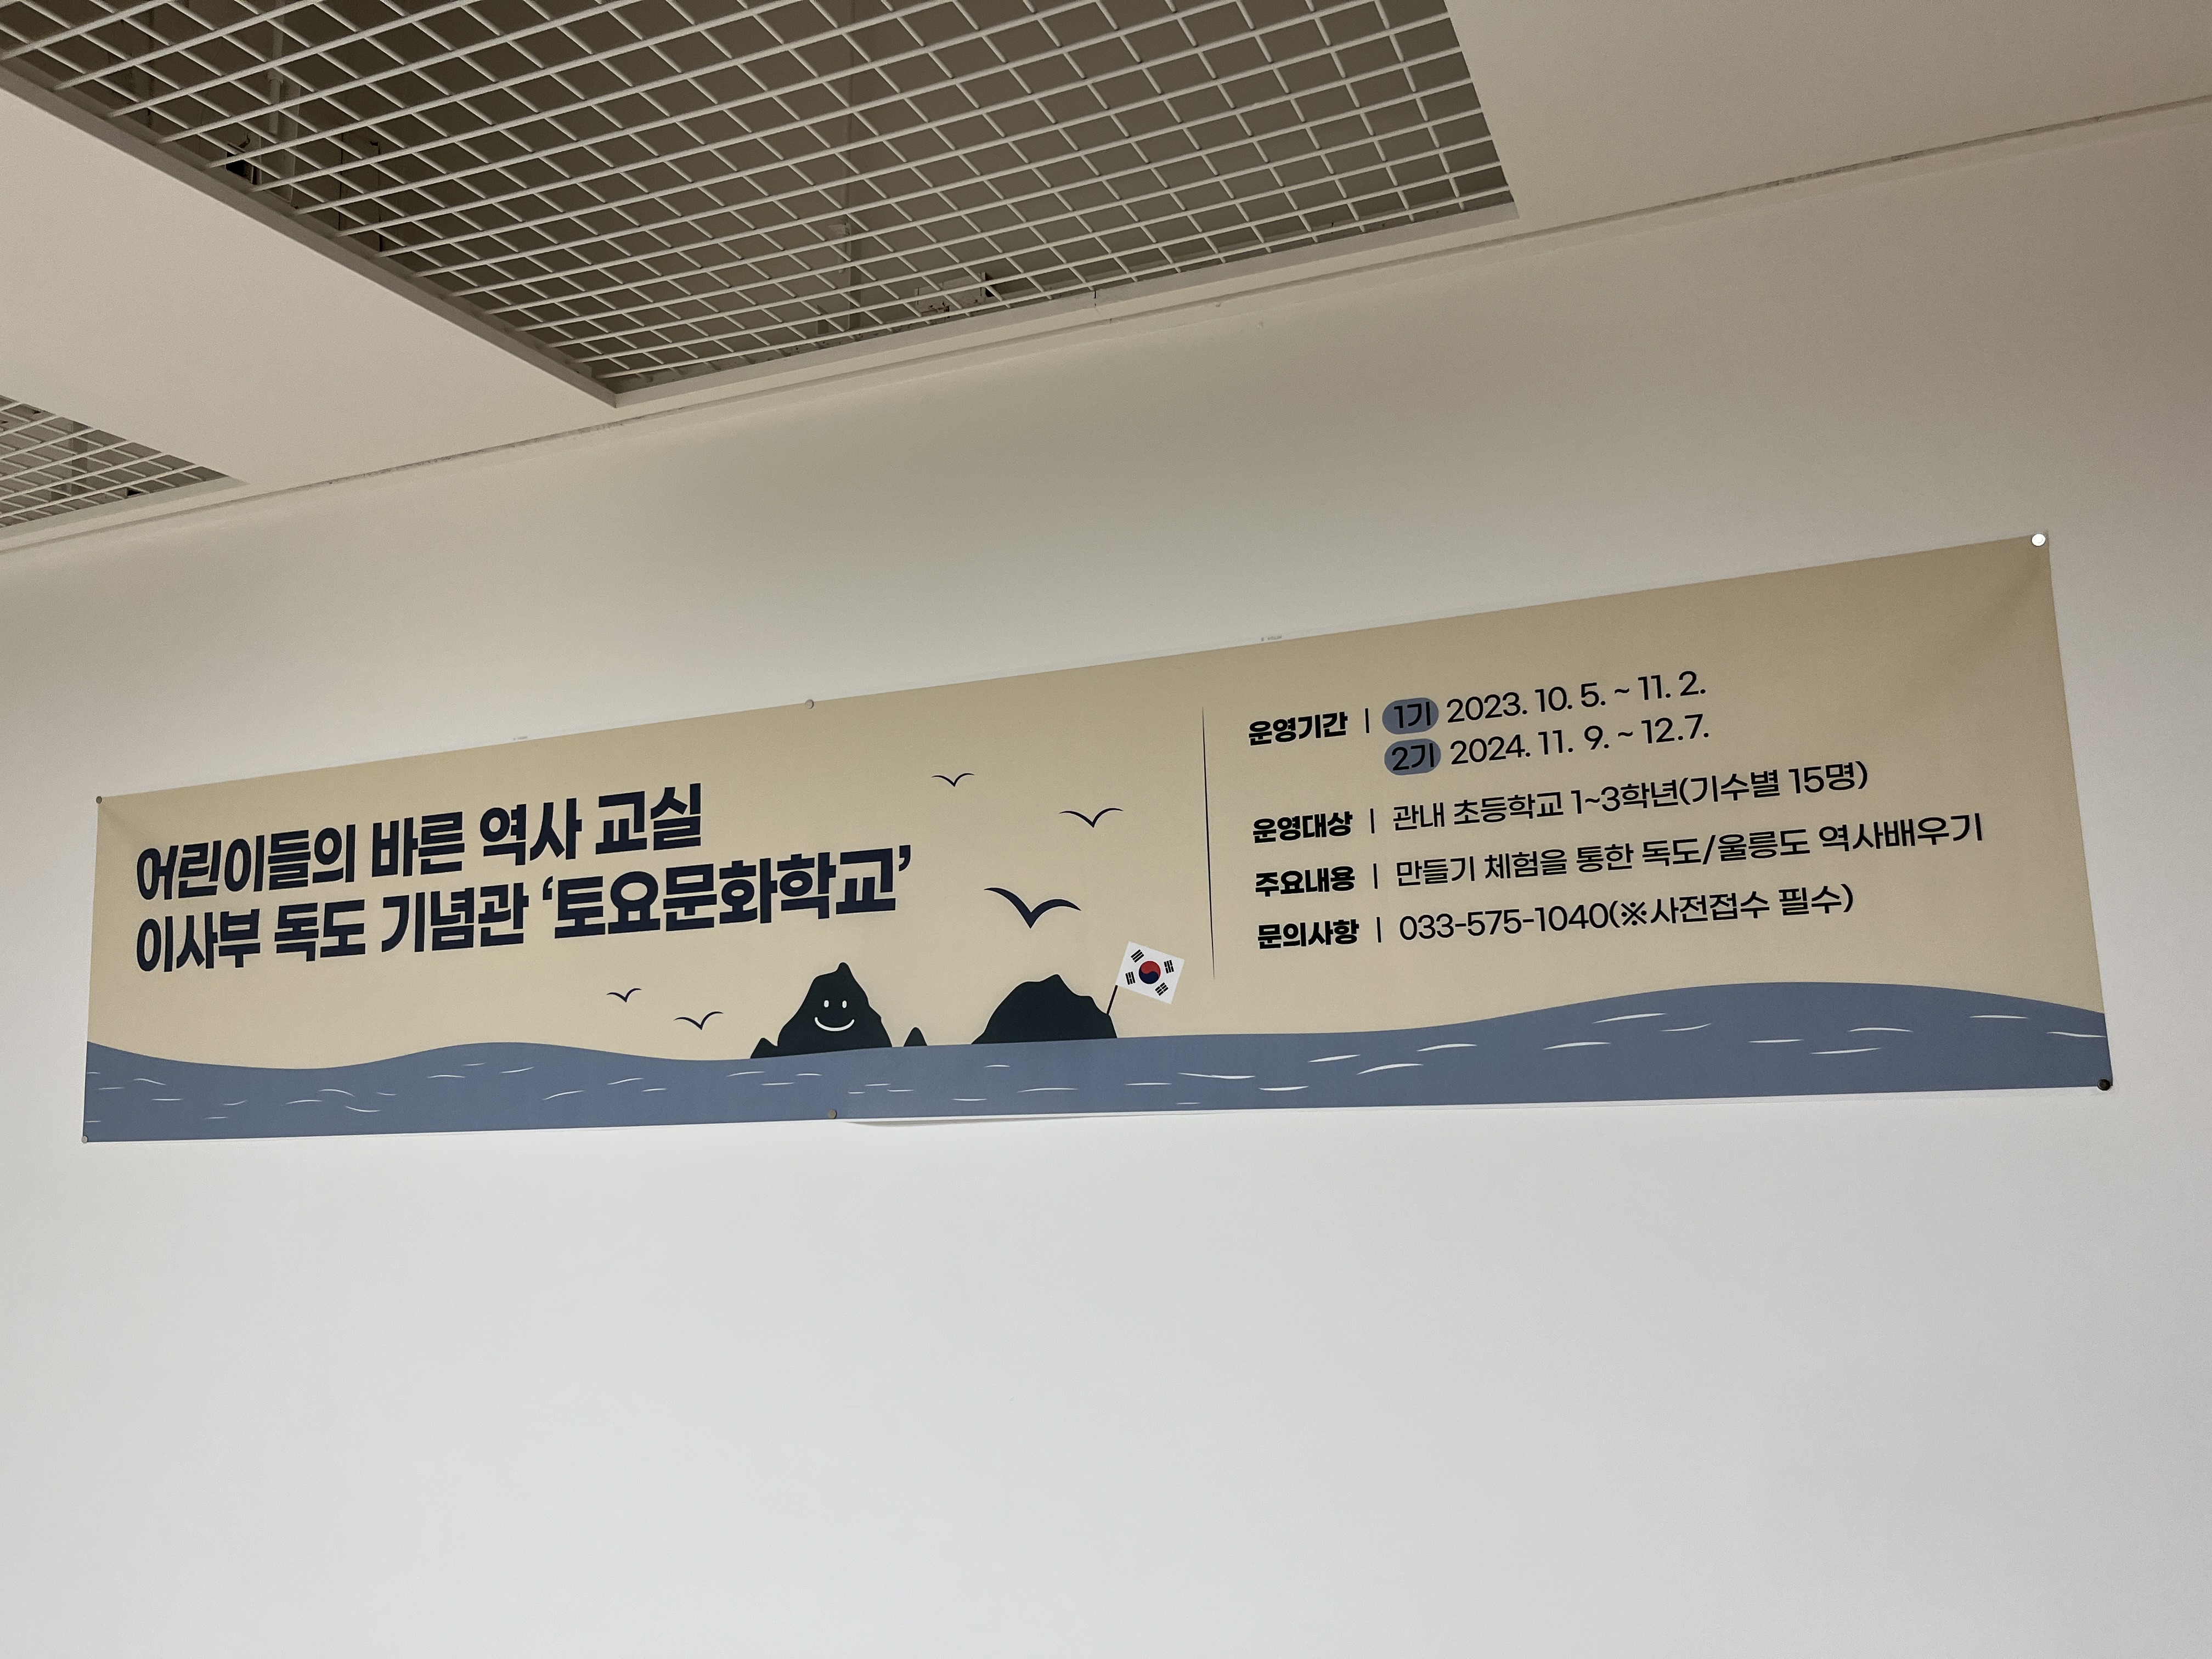 어린이들의 바른 역사 교실
이사부 독도 기념관 ‘토요문화학교’
운영기간 | 1기 2023. 10. 5. ~ 11. 2.
2기 2024. 11. 9. ~ 12.7.
운영대상 | 관내 초등학교 1~3학년(기수별 15명)
주요내용 | 만들기 체험을 통한 독도/울릉도 역사배우기
문의사항 | 033-575-1040(※사전접수 필수)